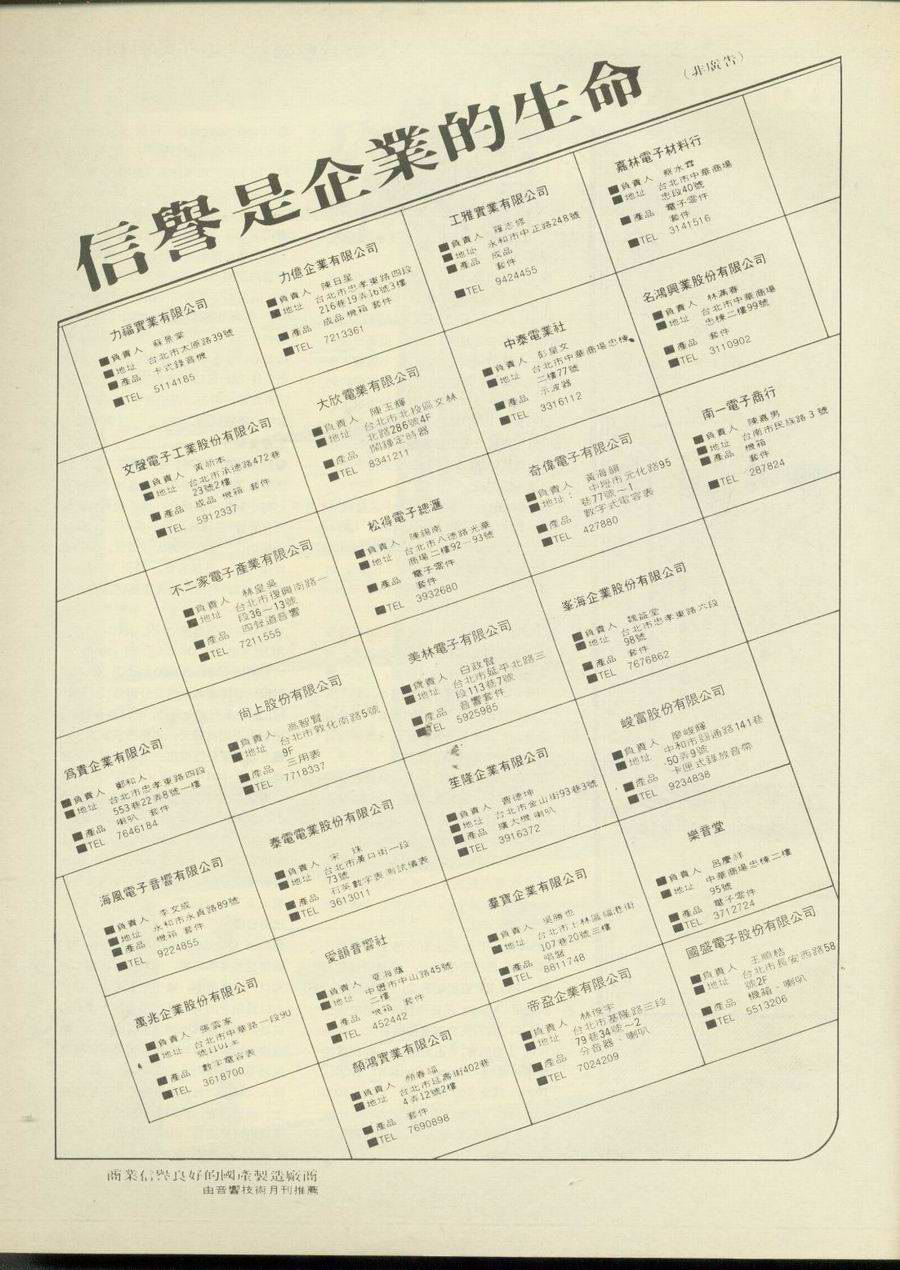 信譽是企業的生命
（非廣告）
嘉林電子材料行
■負責人 蔡水霖
■地址 台北市中華商場
忠段40號
■產品 電子零件
套件
■TEL 3141516
工雅實業有限公司
■負責人 羅志修
■地址 永和市中正路248號
■產品 成品
套件
■TEL 9424455
力億企業有限公司
■負責人 陳日星
■地址 台北市忠孝東路四段
216巷19弄16號3樓
■產品 成品 機箱 套件
■TEL 7213361
力福實業有限公司
■負責人 蘇景棠
■地址 台北市太原路39號
■產品 卡式錄音機
■TEL 5114185
名鴻興業股份有限公司
■負責人 林滿春
■地址 台北市中華商場
忠棟二樓99號
■產品 套件
■TEL 3110902
中泰電業社
■負責人 彭皇文
■地址 台北市中華商場忠棟
二樓77號
■產品 示波器
■TEL 3316112
大欣電業有限公司
■負責人 陳玉輝
■地址 台北市北投區文林
北路286號4F
■產品 鬧鐘定時器
■TEL 8341211
文聲電子工業股份有限公司
■負責人 黃新本
■地址 台北市承德路472巷
23號2樓
■產品 成品 機箱 套件
■TEL 5912337
南一電子商行
■負責人 陳嘉男
■地址 台南市民族路3號
■產品 機箱
套件
■TEL 287824
奇偉電子有限公司
■負責人 黃海韻
■地址： 中壢市元化路95
巷77號～1
■產品 數字式電容表
■TEL 427880
松得電子總滙
■負責人 陳錫南
■地址 台北市八德路光華
商場二樓92－93號
■產品 電子零件
套件
■TEL 3932680
不二家電子產業有限公司
■負責人 林皇吳
■地址 台北市復興南路一
段36～13號
■產品 四聲道音響
■TEL 7211555
峯海企業股份有限公司
■負責人 魏益堂
■地址 台北市忠孝東路六段
98號
■產品 套件
■TEL 7676862
美林電子有限公司
■負責人 白政賢
■地址 台北市延平北路三
段113巷7號
■產品 音響套件
■TEL 5925985
尚上股份有限公司
■負責人 高智賢
■地址 台北市敦化南路5號
9F
■產品 三用表
■TEL 7718337
為貴企業有限公司
■負責人 鄭和人
■地址 台北市忠孝東路四段
553巷22弄8號一樓
■產品 喇叭 套件
■TEL 7646184
峻富股份有限公司
■負責人 廖峻輝
■地址 中和市圓通路141巷
50弄9號
■產品 卡匣式錄放音帶
■TEL 9234838
笙隆企業有限公司
■負責人 曹德坤
■地址 台北市金山街93巷3號
■產品 擴大機 喇叭
■TEL 3916372
泰電電業股份有限公司
■負責人 宋 珠
■地址 台北市漢口街一段
73號
■產品 石英數字表 測試儀表
■TEL 3613011
海風電子音響有限公司
■負責人 李文成
■地址 永和市永貞路89號
■產品 機箱 套件
■TEL 9224855
樂音堂
■負責人 呂慶祥
■地址 中華商場忠棟二樓
95號
■產品 電子零件
■TEL 3712724
羣寶企業有限公司
■負責人 吳勝也
■地址 台北市士林區福港街
107巷20號三樓
■產品 唱盤
■TEL 8811748
愛韻音響社
■負責人 夏海蘊
■地址 中壢市中山路45號
二樓
■產品 機箱 套件
■TEL 452442
萬兆企業股份有限公司
■負責人 張雲家
■地址 台北市中華路一段90
號1101室
■產品 數字電容表
■TEL 3618700
國盛電子股份有限公司
■負責人 王順梏
■地址 台北市長安西路58
號2F
■產品 機箱．喇叭
■TEL 5513206
帝盈企業有限公司
■負責人 林俊宇
■地址 台北市基隆路三段
79巷34號～2
■產品 分音器．喇叭
■TEL 7024209
顏鴻實業有限公司
■負責人 顏春福
■地址 台北市延壽街402巷
4弄12號2樓
■產品 套件
■TEL 7690898
商業信譽良好的國產製造廠商
由音響技術月刊推薦